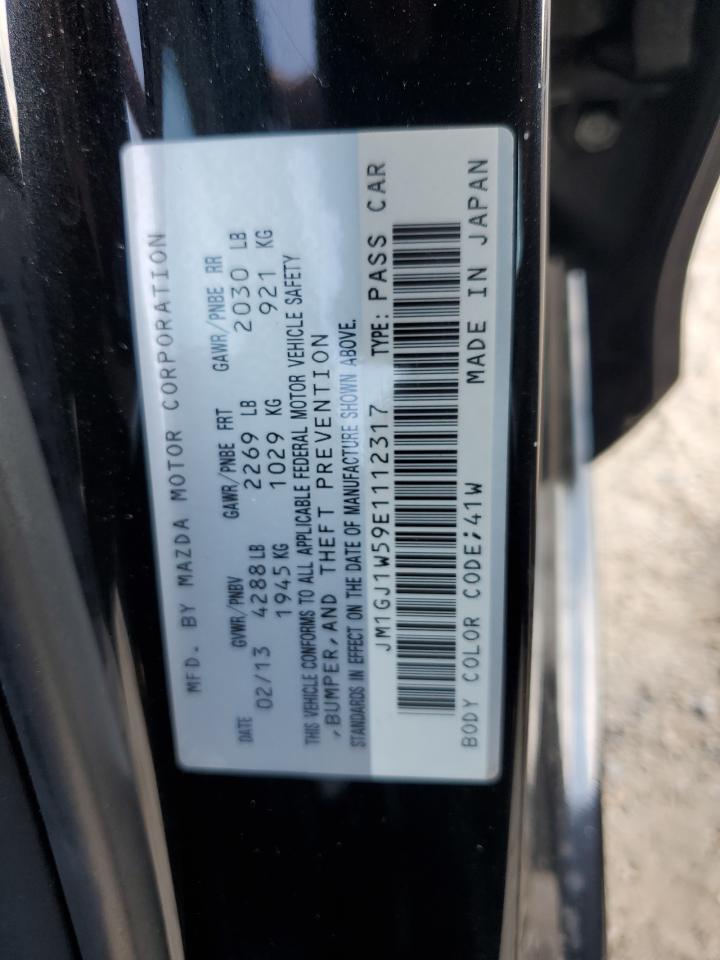 MFD. BY MAZDA MOTOR CORPORATION
DATE GVWR/PNBV GAWR/PNBE FRT GAWR/PNBE RR
02/13 4288 LB 2269 LB 2030 LB
1945 KG 1029 KG 921 KG
THIS VEHICLE CONFORMS TO ALL APPLICABLE FEDERAL MOTOR VEHICLE SAFETY
,BUMPER,AND THEFT PREVENTION
STANDARDS IN EFFECT ON THE DATE OF MANUFACTURE SHOWN ABOVE.
JM1GJ1W59E1112317 TYPE: PASS CAR
BODY COLOR CODE;41W MADE IN JAPAN